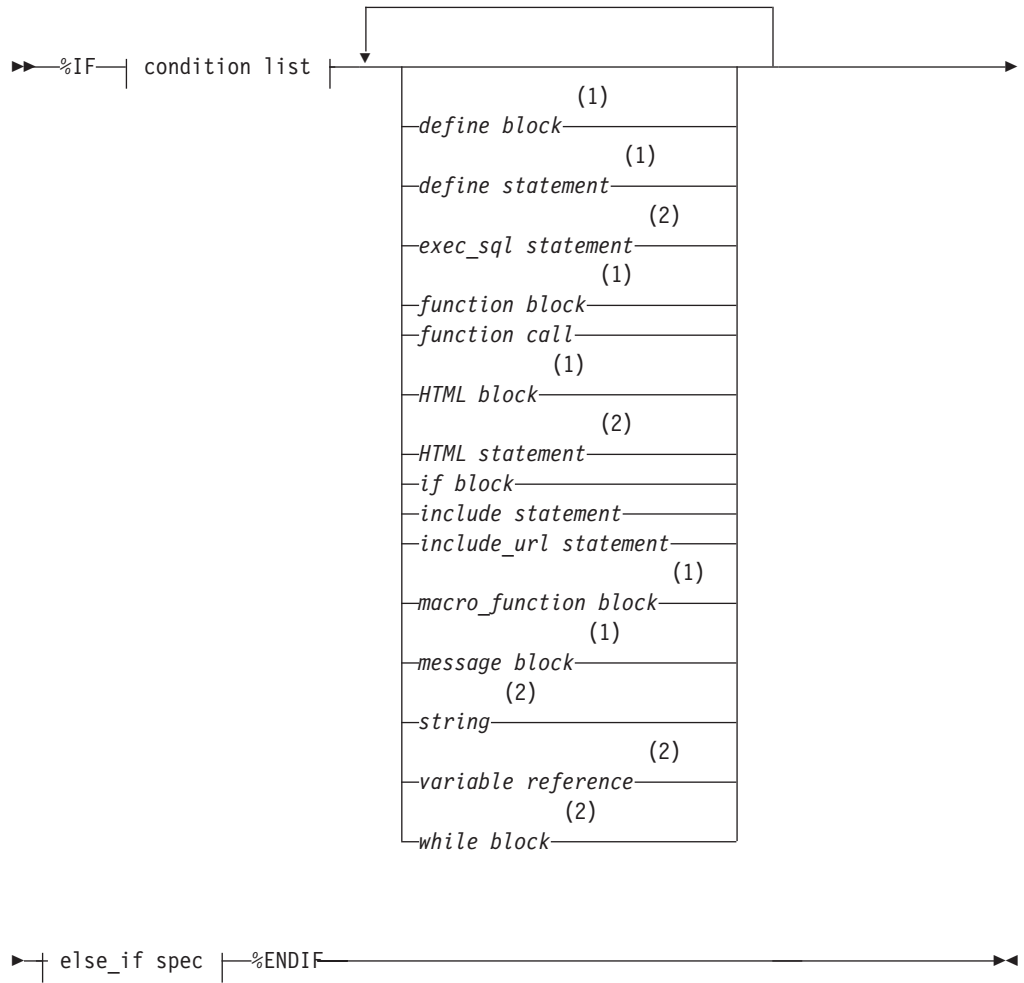 %IF condition list
(1)
define block
(1)
define statement
(2)
exec_sql statement
(1)
function block
function call
(1)
HTML block
(2)
HTML statement
if block
include statement
include_url statement
(1)
macro_function block
(1)
message block
(2)
string
(2)
variable reference
(2)
while block
else_if spec %ENDIF